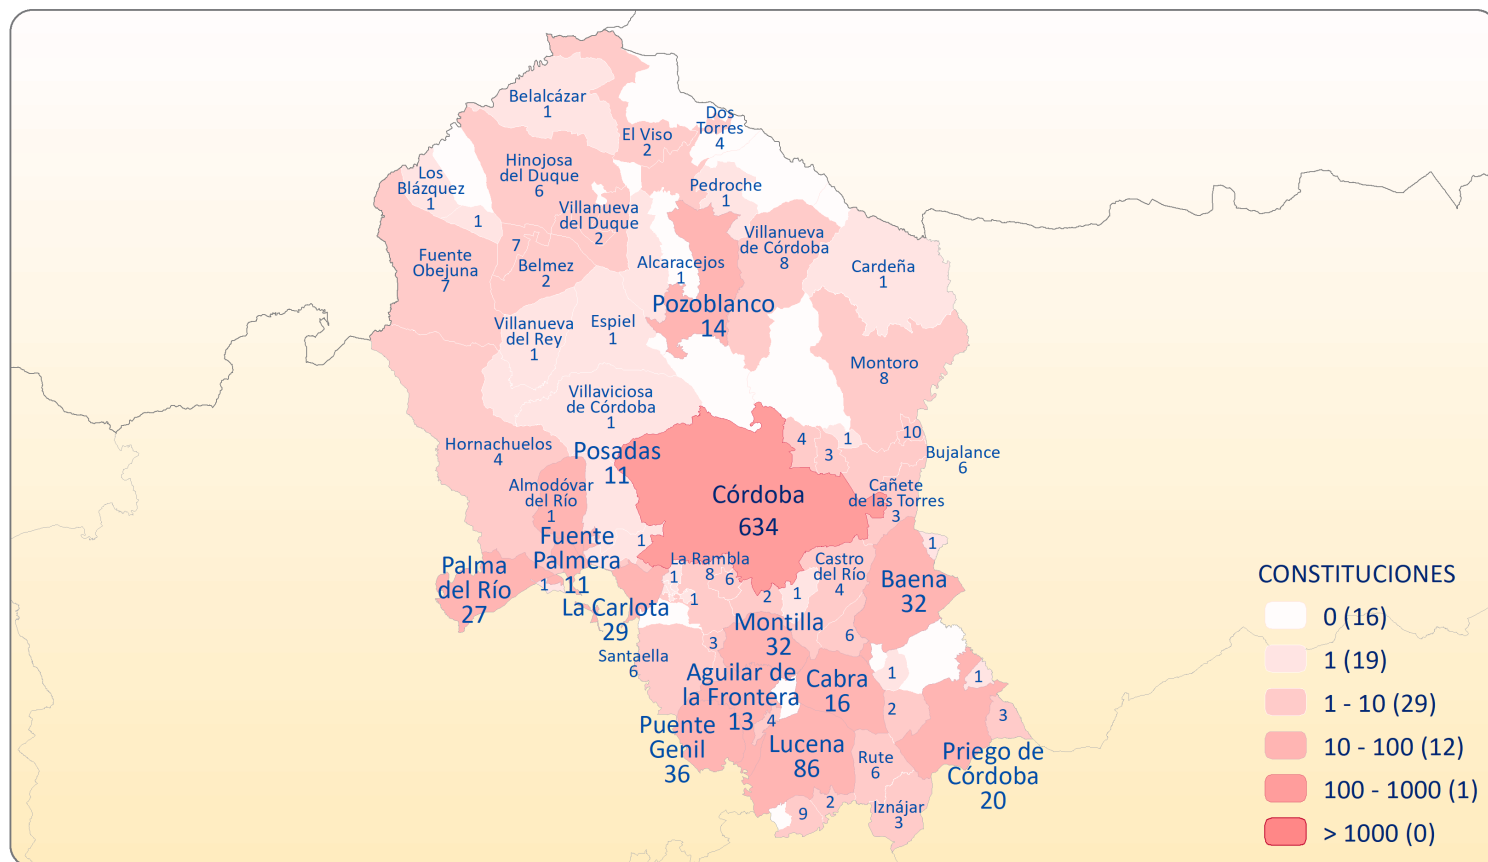 Belalcázar
1
Dos
Torres
4
El Viso
2
Hinojosa
del Duque
6
Los
Blázquez
1
Pedroche
1
1
Villanueva
del Duque
2
Villanueva
de Córdoba
8
7
Fuente
Obejuna
7
Belmez
2
Alcaracejos
1
Cardeña
1
Pozoblanco
14
Villanueva
del Rey
1
Espiel
1
Montoro
8
Villaviciosa
de Córdoba
1
4
3
1
10
Hornachuelos
4
Posadas
11
Bujalance
6
Almodóvar
del Río
1
Córdoba
634
Cañete
de las Torres
3
Fuente
Palmera
11
1
1
Palma
del Río
27
1
La Rambla
8
6
1
1
2
1
Castro
del Río
4
Baena
32
La Carlota
29
Montilla
32
3
6
Santaella
6
Aguilar de
la Frontera
13
Cabra
16
1
1
2
3
4
Puente
Genil
36
Lucena
86
Rute
6
Priego de
Córdoba
20
9
2
Iznájar
3
CONSTITUCIONES
0 (16)
1 (19)
1 - 10 (29)
10 - 100 (12)
100 - 1000 (1)
> 1000 (0)